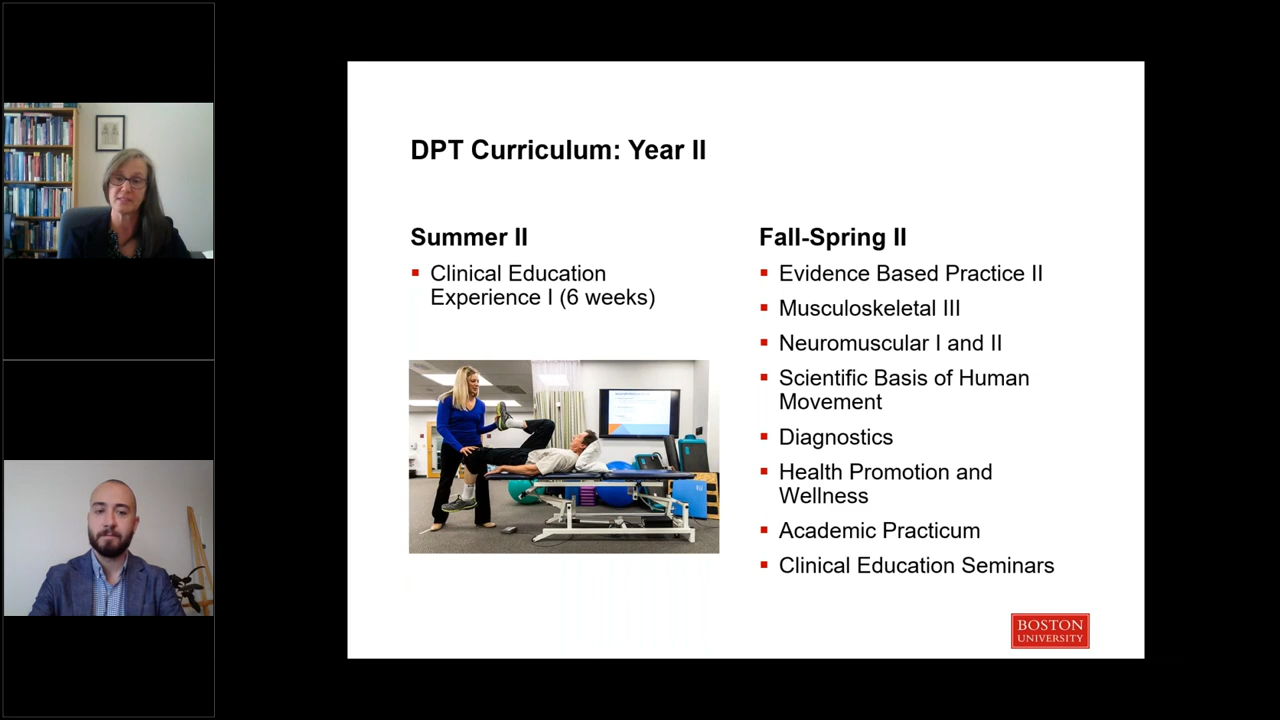 DPT Curriculum: Year II
Summer II
Clinical Education
Experience I (6 weeks)
Fall-Spring II
Evidence Based Practice II
Musculoskeletal III
Neuromuscular I and II
Scientific Basis of Human
Movement
Diagnostics
Health Promotion and
Wellness
Academic Practicum
Clinical Education Seminars
BOSTON
UNIVERSITY